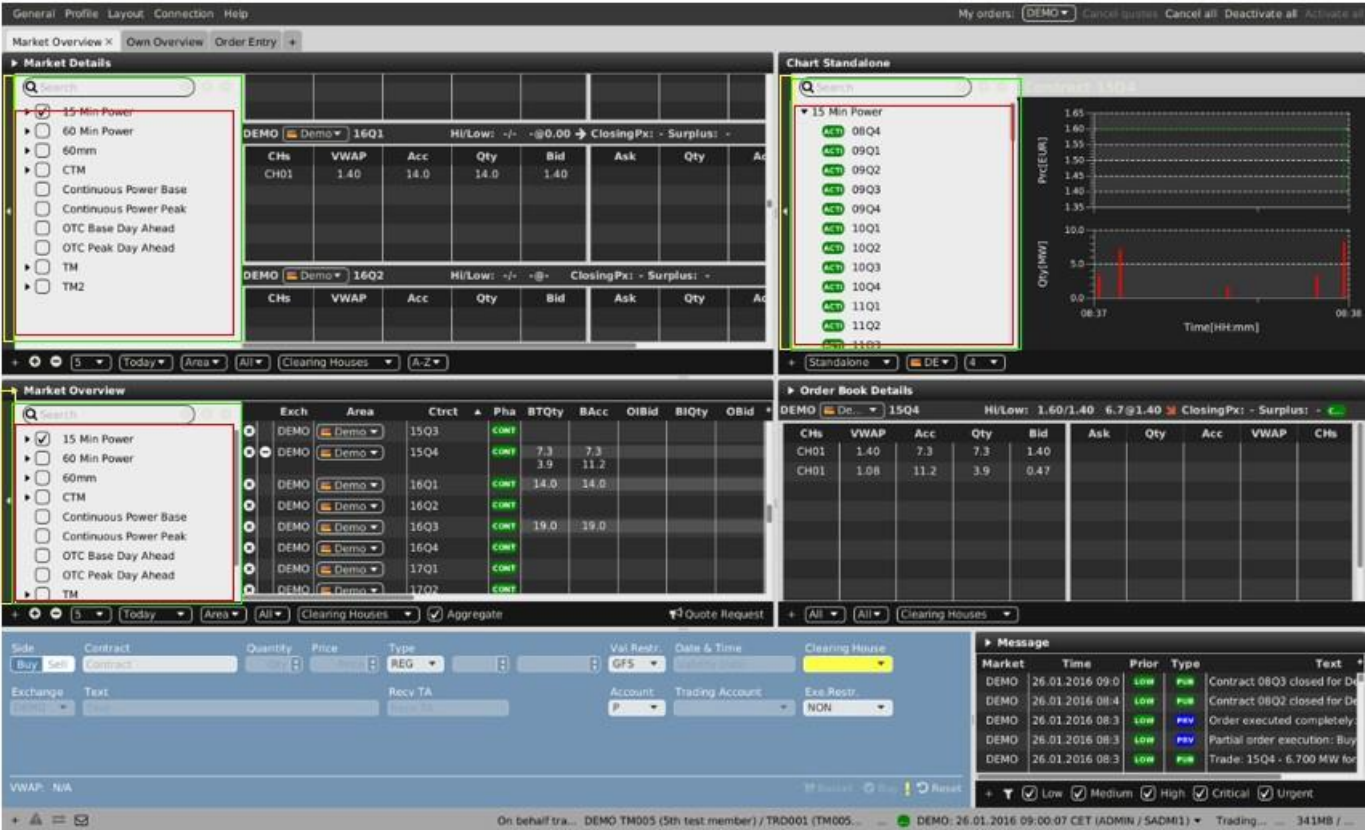 General Profile Layout Connection Help
My orders: DEMO Cancel quotes Cancel all Deactivate all Activate all
Market Overview Own Overview Order Entry +
Market Details
Search
15 Min Power
60 Min Power
60mm
CTM
Continuous Power Base
Continuous Power Peak
OTC Base Day Ahead
OTC Peak Day Ahead
TM
TM2
DEMO Demo 16Q1 Hi/Low: -/- -@0.00 ClosingPx: - Surplus: -
CHs VWAP Acc Qty Bid Ask Qty Ac
CH01 1.40 14.0 14.0 1.40
DEMO Demo 16Q2 Hi/Low: -/- -@- ClosingPx: - Surplus: -
CHs VWAP Acc Qty Bid Ask Qty Ac
+ 5 Today Area All Clearing Houses A-Z
Chart Standalone
Search
Contract 15Q4
15 Min Power
ACTI 08Q4
ACTI 09Q1
ACTI 09Q2
ACTI 09Q3
ACTI 09Q4
ACTI 10Q1
ACTI 10Q2
ACTI 10Q3
ACTI 10Q4
ACTI 11Q1
ACTI 11Q2
11Q3
Prc[EUR]
1.65
1.60
1.55
1.50
1.45
1.40
1.35
Qty[MW]
10.0
5.0
0.0
08:37 08:38
Time[HH:mm]
+ Standalone DE 4
Market Overview
Search
15 Min Power
60 Min Power
60mm
CTM
Continuous Power Base
Continuous Power Peak
OTC Base Day Ahead
OTC Peak Day Ahead
TM
Exch Area Ctrct Pha BTQty BAcc OIBid BIQty OBid
DEMO Demo 15Q3 CONT
DEMO Demo 15Q4 CONT 7.3 7.3
3.9 11.2
DEMO Demo 16Q1 CONT 14.0 14.0
DEMO Demo 16Q2 CONT
DEMO Demo 16Q3 CONT 19.0 19.0
DEMO Demo 16Q4 CONT
DEMO Demo 17Q1 CONT
DEMO Demo 17Q2 CONT
+ 5 Today Area All Clearing Houses Aggregate Quote Request
Order Book Details
DEMO De... 15Q4 Hi/Low: 1.60/1.40 6.7@1.40 ClosingPx: - Surplus: - C...
CHs VWAP Acc Qty Bid Ask Qty Acc VWAP CHs
CH01 1.40 7.3 7.3 1.40
CH01 1.08 11.2 3.9 0.47
+ All All Clearing Houses
Side Contract Quantity Price Type Val.Restr. Date & Time Clearing House
Buy Sell Contract REG GFS
Exchange Text Recv TA Account Trading Account Exe.Restr.
DEMO Text Recv TA P NON
VWAP: N/A
Reset
Message
Market Time Prior Type Text
DEMO 26.01.2016 09:0 LOW PUB Contract 08Q3 closed for De
DEMO 26.01.2016 08:4 LOW PUB Contract 08Q2 closed for De
DEMO 26.01.2016 08:3 LOW PRV Order executed completely:
DEMO 26.01.2016 08:3 LOW PRV Partial order execution: Buy
DEMO 26.01.2016 08:3 LOW PUB Trade: 15Q4 - 6.700 MW for
+ Low Medium High Critical Urgent
+ On behalf tra... DEMO TM005 (5th test member) / TRD001 (TM005... ... DEMO: 26.01.2016 09:00:07 CET (ADMIN / SADMI1) Trading... ... 341MB / ...